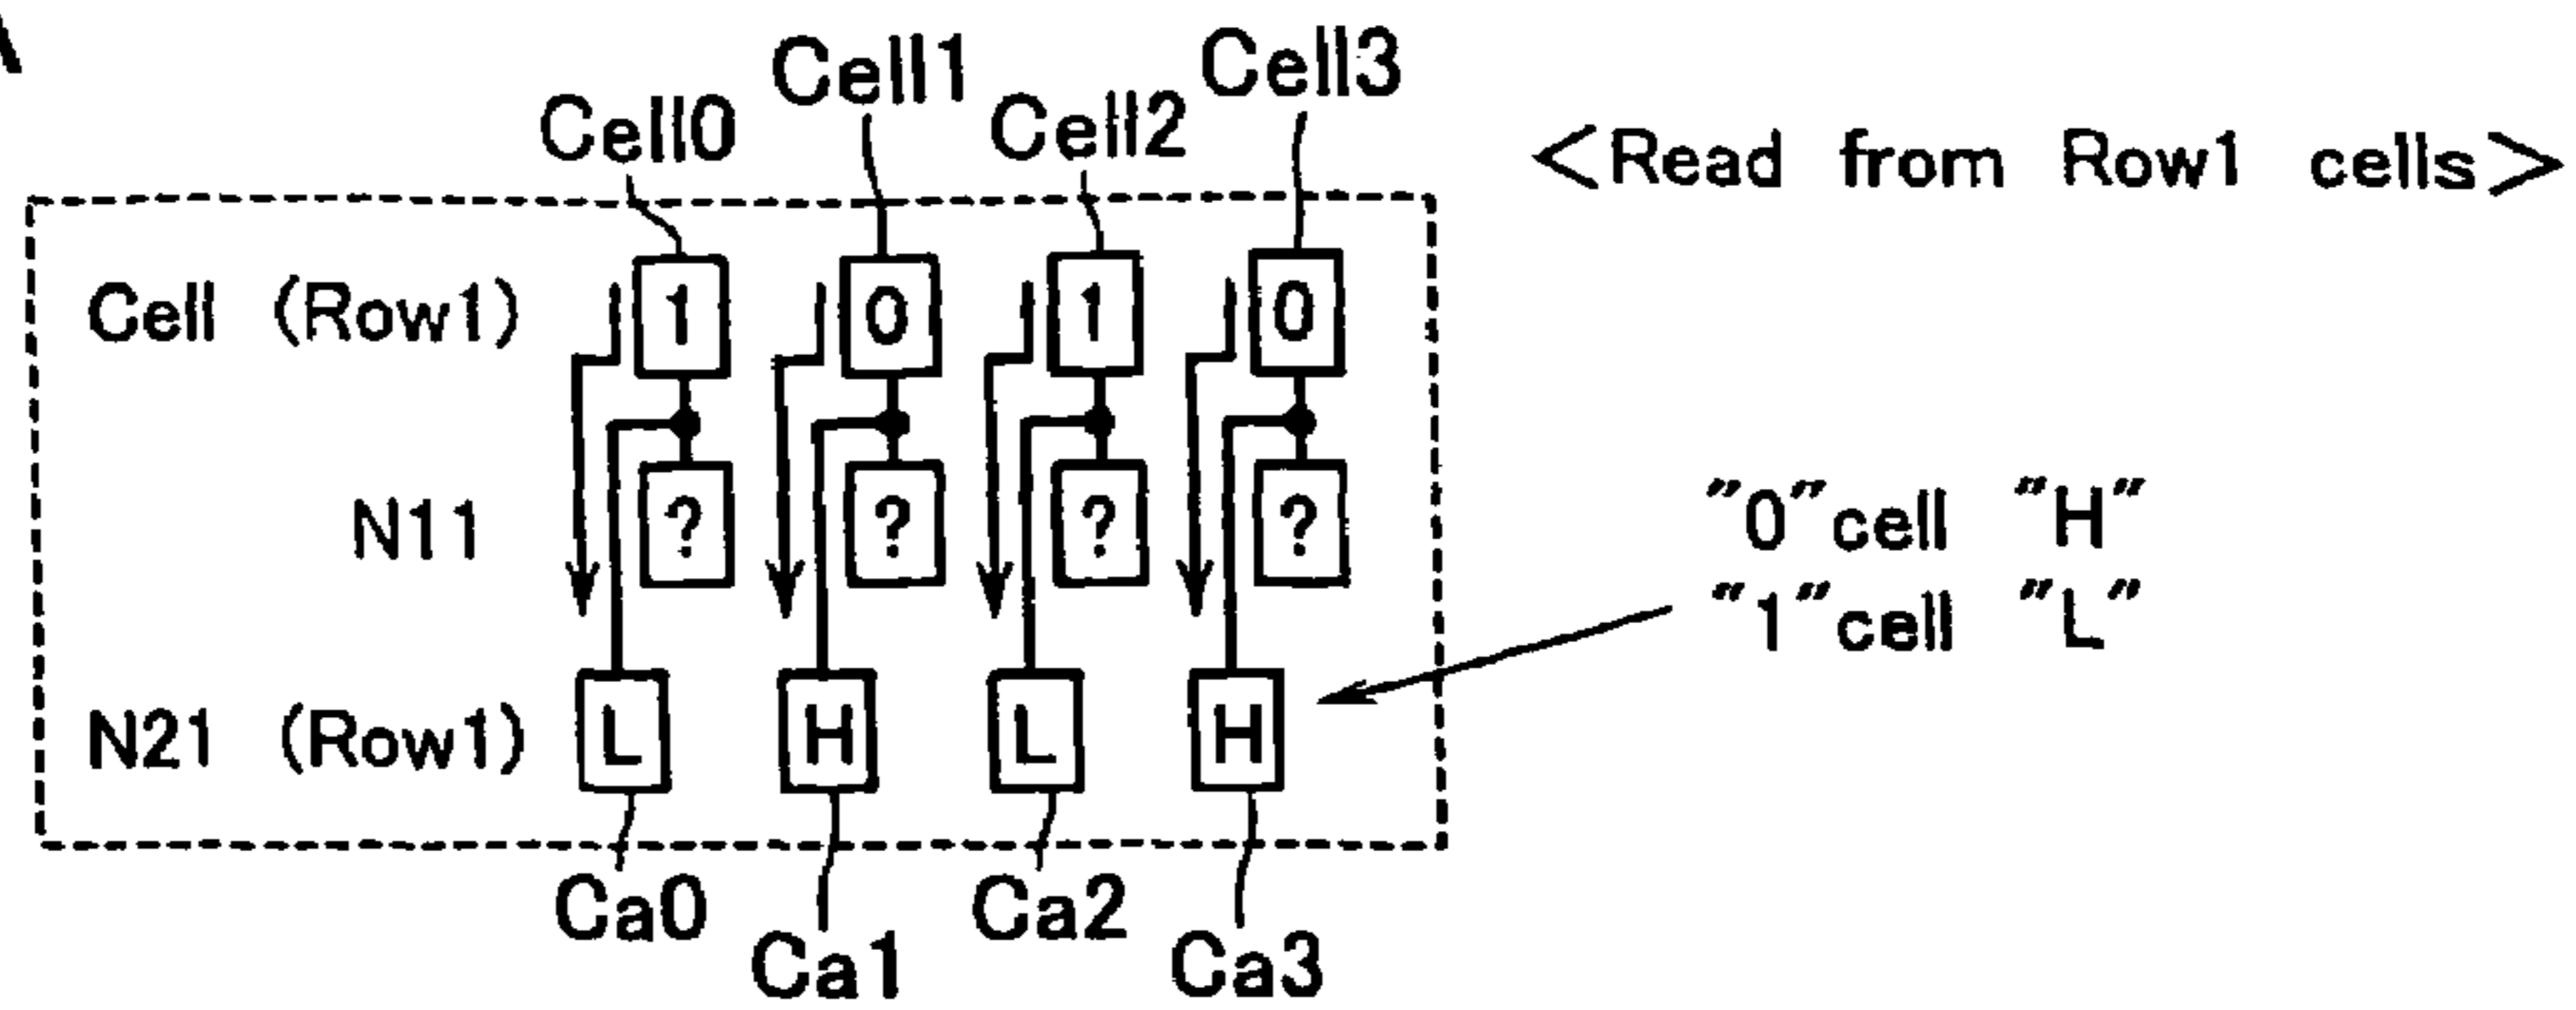 Cell0 Cell1 Cell2 Cell3
<Read from Row1 cells>
Cell (Row1) 1 0 1 0
N11 ? ? ? ?
"0"cell "H"
"1"cell "L"
N21 (Row1) L H L H
Ca0 Ca1 Ca2 Ca3